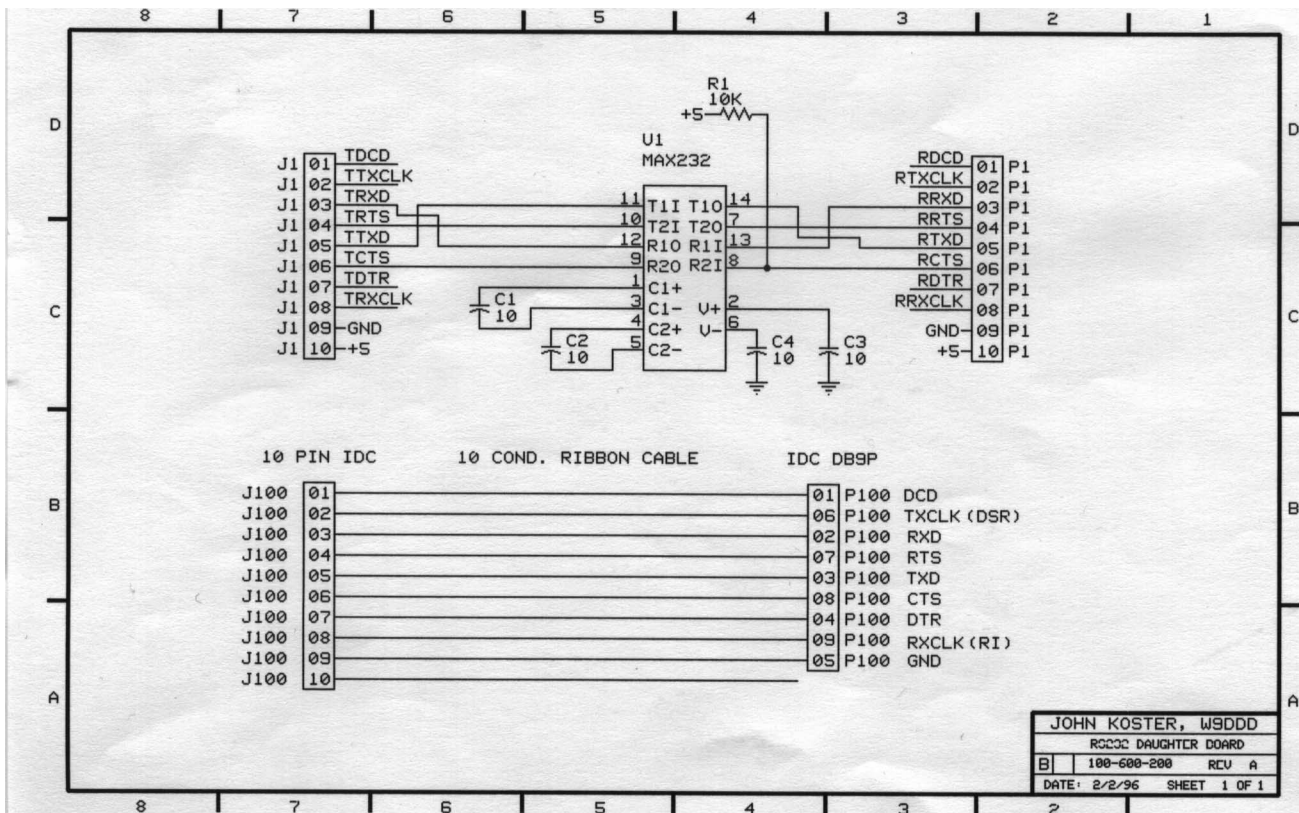 8 7 6 5 4 3 2 1
D
D
C
C
B
B
A
A
R1
10K
+5
U1
MAX232
J1 01 TDCD
J1 02 TTXCLK
J1 03 TRXD
J1 04 TRTS
J1 05 TTXD
J1 06 TCTS
J1 07 TDTR
J1 08 TRXCLK
J1 09 GND
J1 10 +5
11 T1I T1O 14
10 T2I T2O 7
12 R1O R1I 13
9 R2O R2I 8
1 C1+
3 C1- V+ 2
4 C2+ V- 6
5 C2-
C1
10
C2
10
C4
10
C3
10
RDCD 01 P1
RTXCLK 02 P1
RRXD 03 P1
RRTS 04 P1
RTXD 05 P1
RCTS 06 P1
RDTR 07 P1
RRXCLK 08 P1
GND 09 P1
+5 10 P1
10 PIN IDC 10 COND. RIBBON CABLE IDC DB9P
J100 01 01 P100 DCD
J100 02 06 P100 TXCLK(DSR)
J100 03 02 P100 RXD
J100 04 07 P100 RTS
J100 05 03 P100 TXD
J100 06 08 P100 CTS
J100 07 04 P100 DTR
J100 08 09 P100 RXCLK(RI)
J100 09 05 P100 GND
J100 10
JOHN KOSTER, W9DDD
RS232 DAUGHTER BOARD
B 100-600-200 REV A
DATE: 2/2/96 SHEET 1 OF 1
8 7 6 5 4 3 2